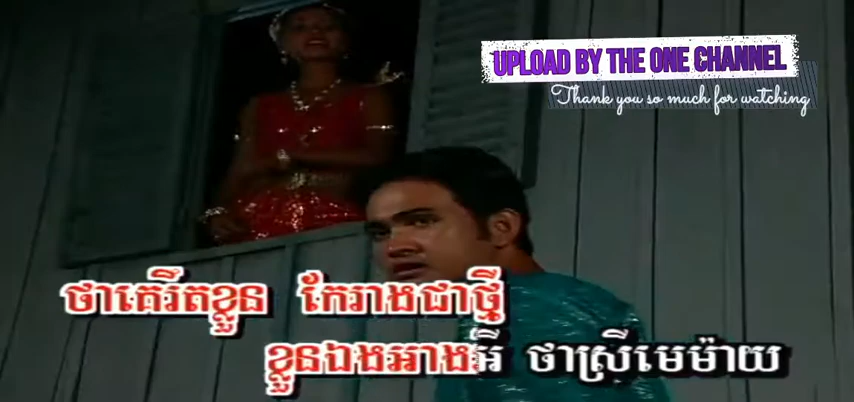 UPLOAD BY THE ONE CHANNEL
Thank you so much for watching
ថាគេរឹតខ្លួន កែរាងជាថ្មី
ខ្លួនឯងអាងអី ថាស្រីមេម៉ាយ